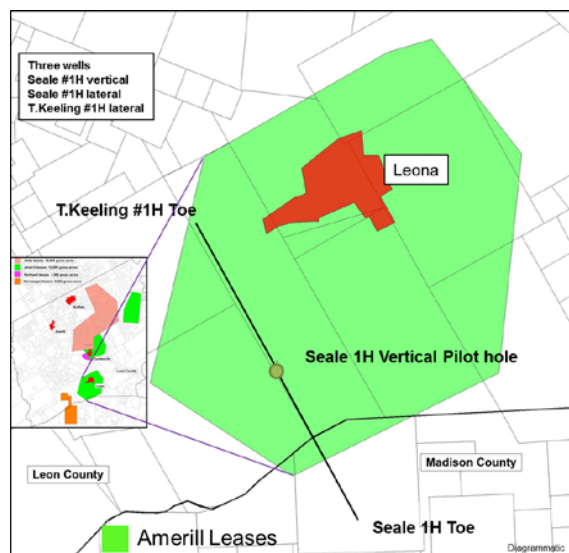 Three wells
Seale #1H vertical
Seale #1H lateral
T.Keeling #1H lateral
Leona
T.Keeling #1H Toe
Seale 1H Vertical Pilot hole
Leon County
Madison County
Seale 1H Toe
Amerill Leases
Diagrammatic